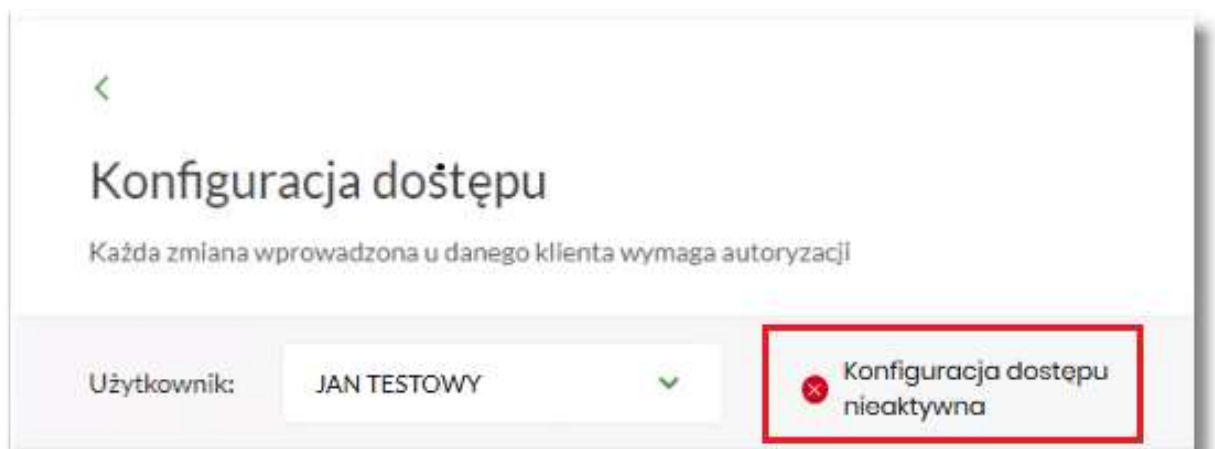 Konfiguracja dostępu
Każda zmiana wprowadzona u danego klienta wymaga autoryzacji
Użytkownik: JAN TESTOWY
Konfiguracja dostępu
nieaktywna